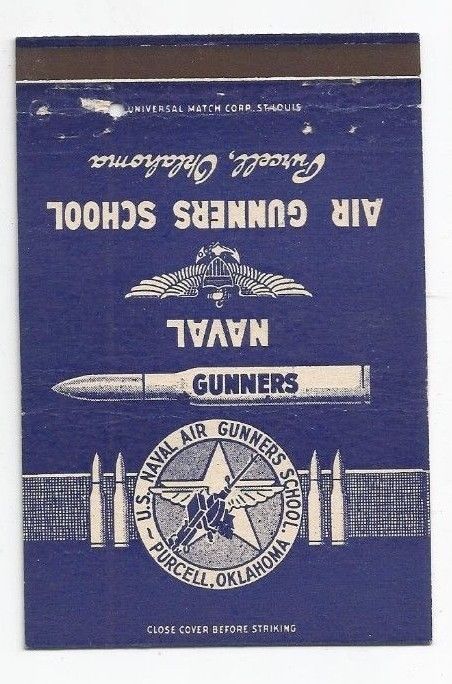 UNIVERSAL MATCH CORP. ST. LOUIS
NAVAL
AIR GUNNERS SCHOOL
Purcell, Oklahoma
GUNNERS
U.S. NAVAL AIR GUNNERS SCHOOL.
~ PURCELL, OKLAHOMA ~
CLOSE COVER BEFORE STRIKING